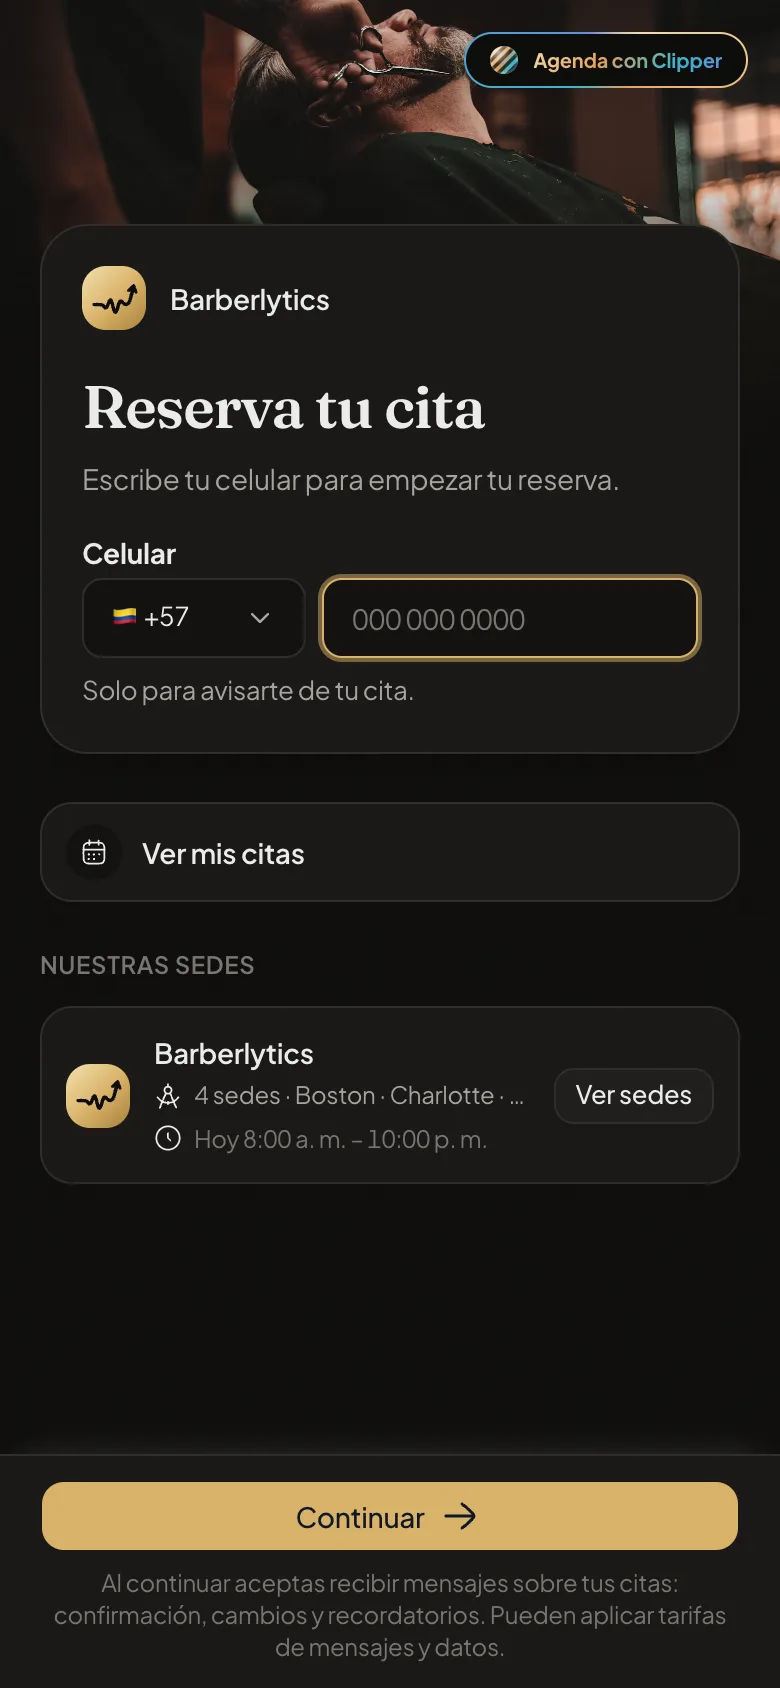 Agenda con Clipper
Barberlytics
Reserva tu cita
Escribe tu celular para empezar tu reserva.
Celular
+57
000 000 0000
Solo para avisarte de tu cita.
Ver mis citas
NUESTRAS SEDES
Barberlytics
4 sedes · Boston · Charlotte · ...
Ver sedes
Hoy 8:00 a. m. – 10:00 p. m.
Continuar
Al continuar aceptas recibir mensajes sobre tus citas:
confirmación, cambios y recordatorios. Pueden aplicar tarifas
de mensajes y datos.